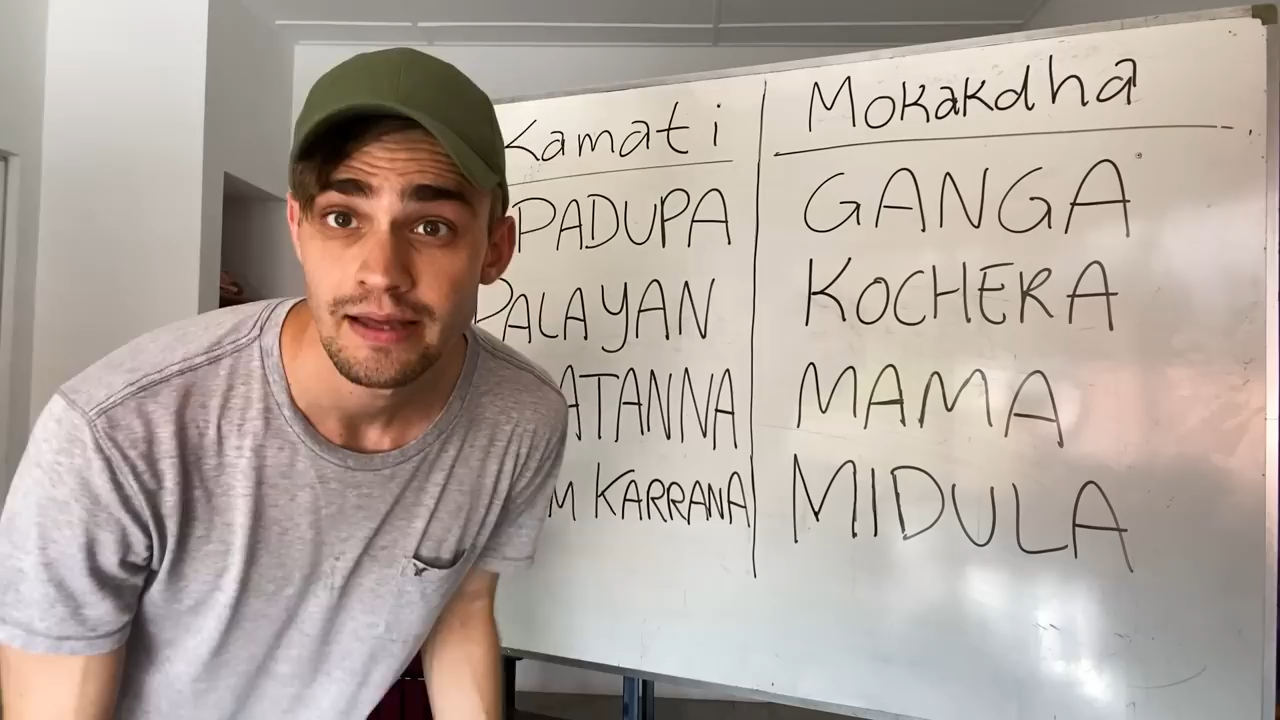 Kamati
PADUPA
PALAYAN
KARRANA
Mokakdha
GANGA
KOCHERA
MAMA
MIDULA